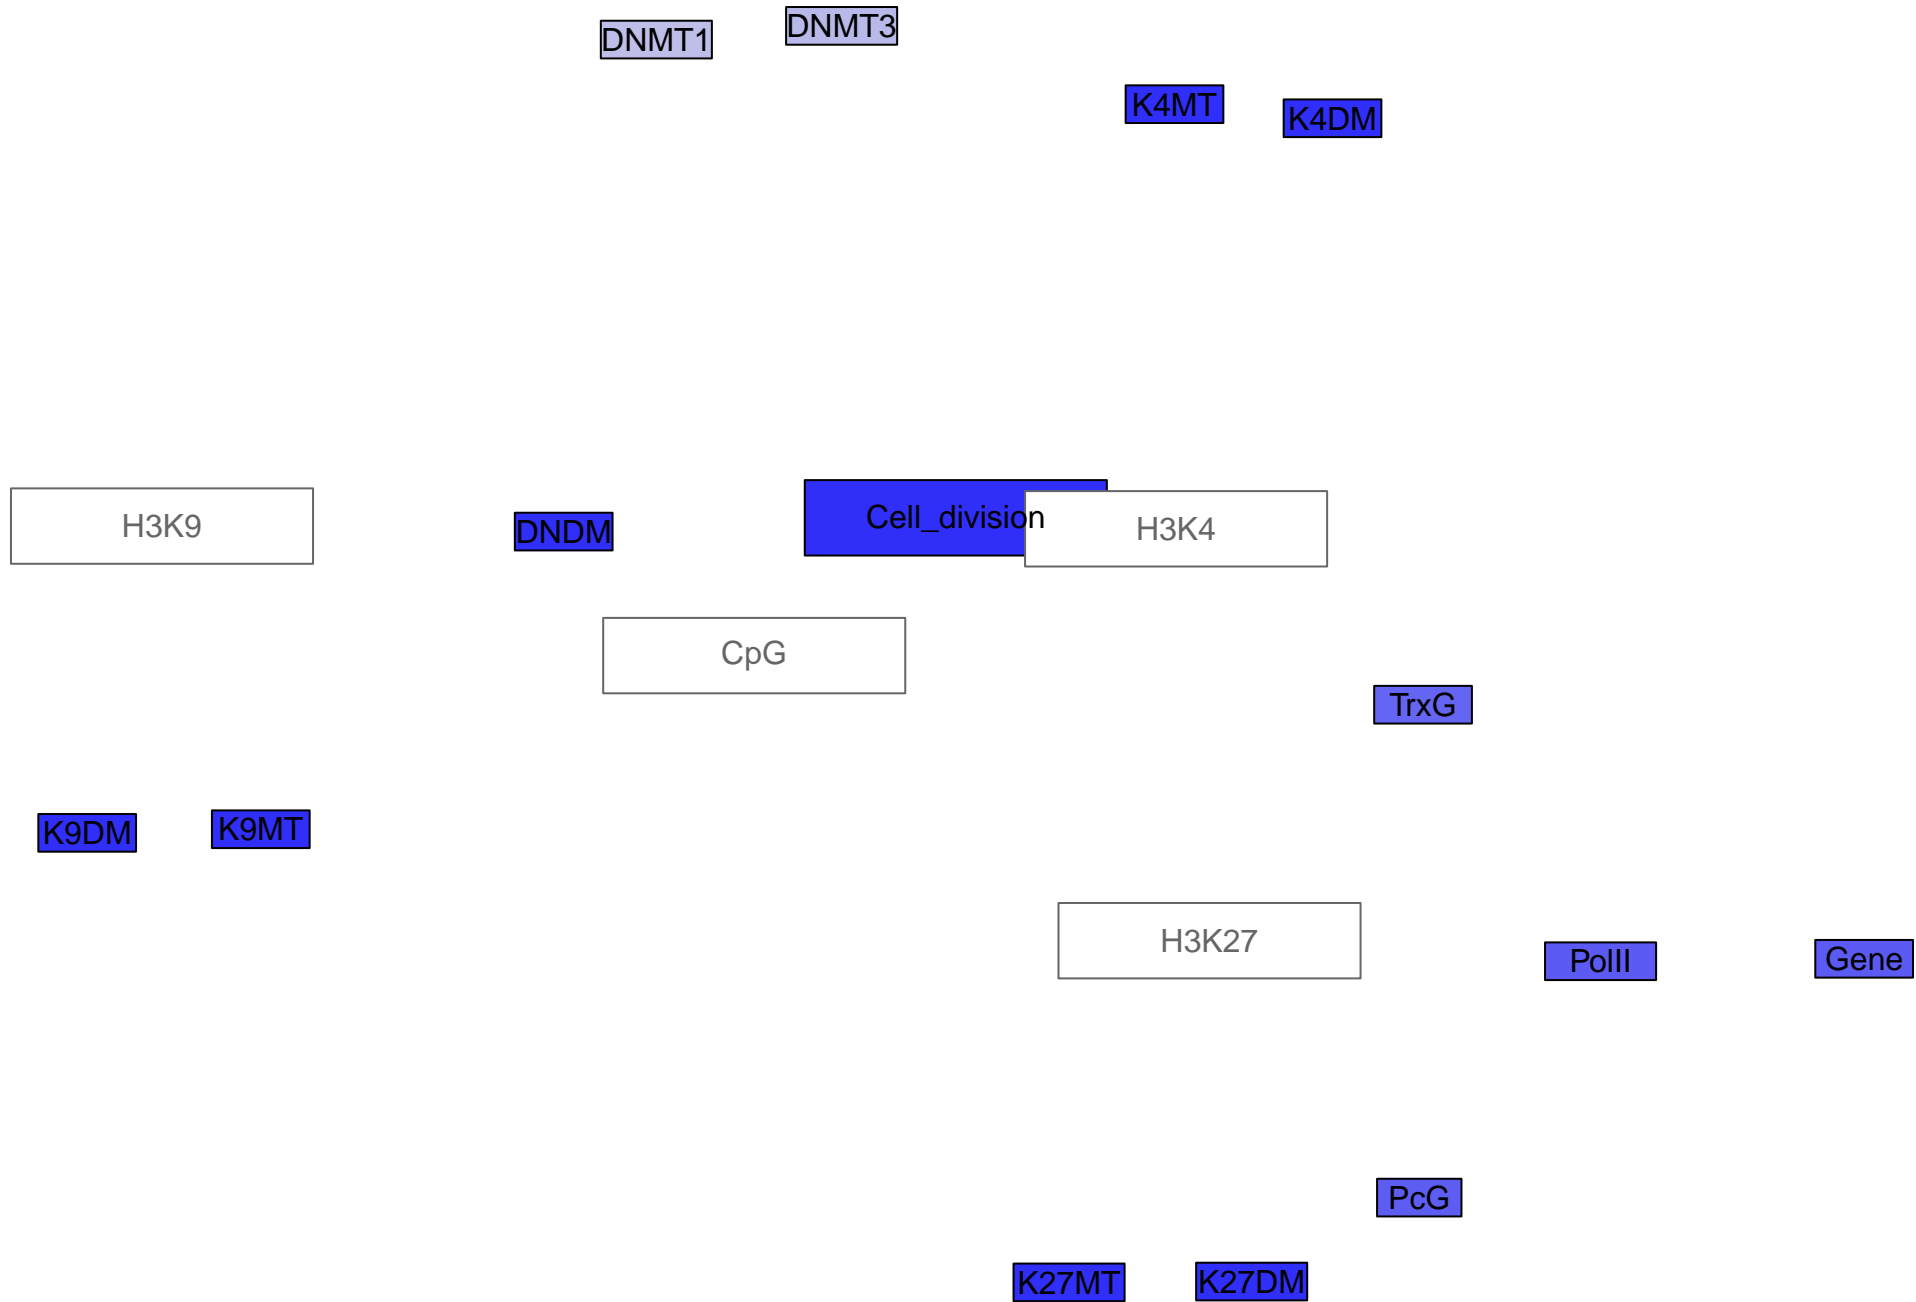 DNMT1
DNMT3
K4MT
K4DM
H3K9
DNDM
Cell_division
H3K4
CpG
TrxG
K9DM
K9MT
H3K27
PolII
Gene
PcG
K27MT
K27DM